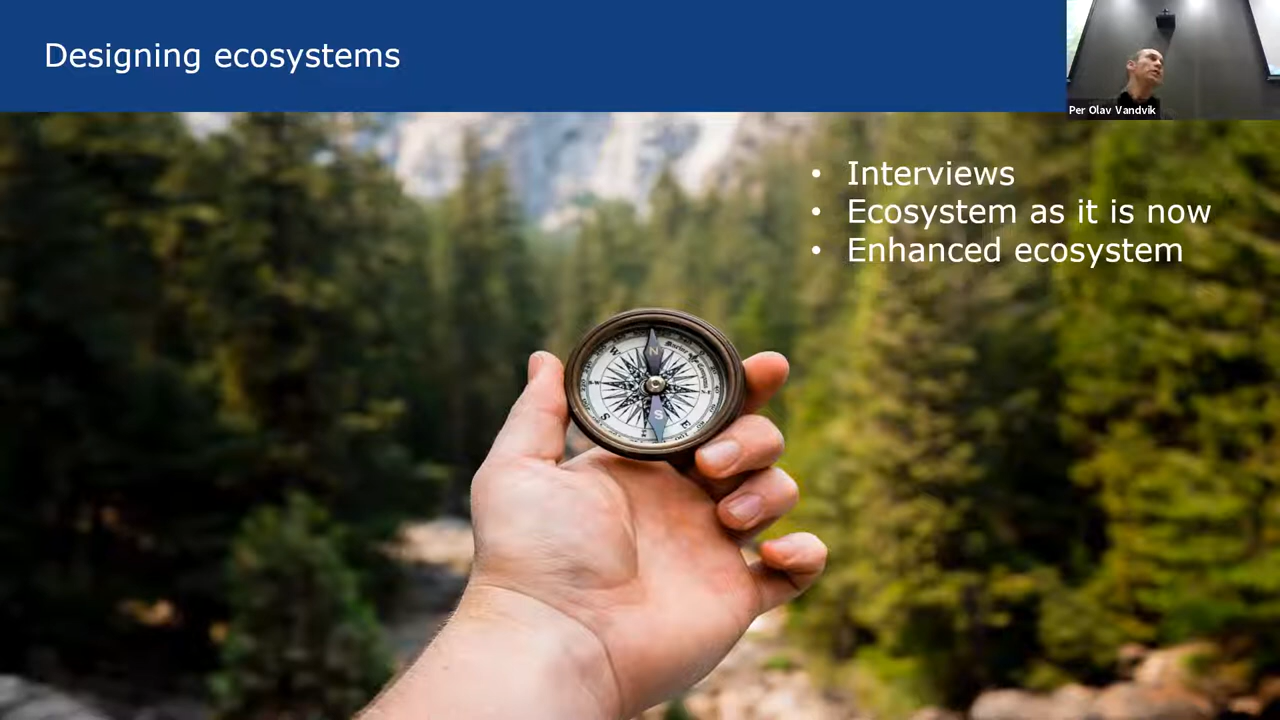 Designing ecosystems
Per Olav Vandvik
• Interviews
• Ecosystem as it is now
• Enhanced ecosystem
N
W
S
E
S